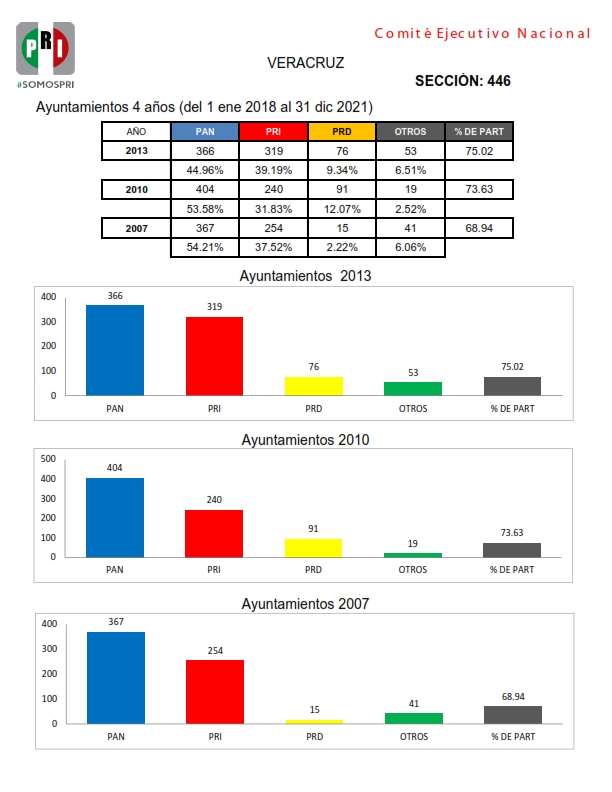 Comité Ejecutivo Nacional
PRI
#SOMOSPRI
VERACRUZ
SECCIÓN: 446
Ayuntamientos 4 años (del 1 ene 2018 al 31 dic 2021)
AÑO PAN PRI PRD OTROS % DE PART
2013 366 319 76 53 75.02
44.96% 39.19% 9.34% 6.51%
2010 404 240 91 19 73.63
53.58% 31.83% 12.07% 2.52%
2007 367 254 15 41 68.94
54.21% 37.52% 2.22% 6.06%
Ayuntamientos 2013
400
300
200
100
0
366 319 76 53 75.02
PAN PRI PRD OTROS % DE PART
Ayuntamientos 2010
500
400
300
200
100
0
404 240 91 19 73.63
PAN PRI PRD OTROS % DE PART
Ayuntamientos 2007
400
300
200
100
0
367 254 15 41 68.94
PAN PRI PRD OTROS % DE PART